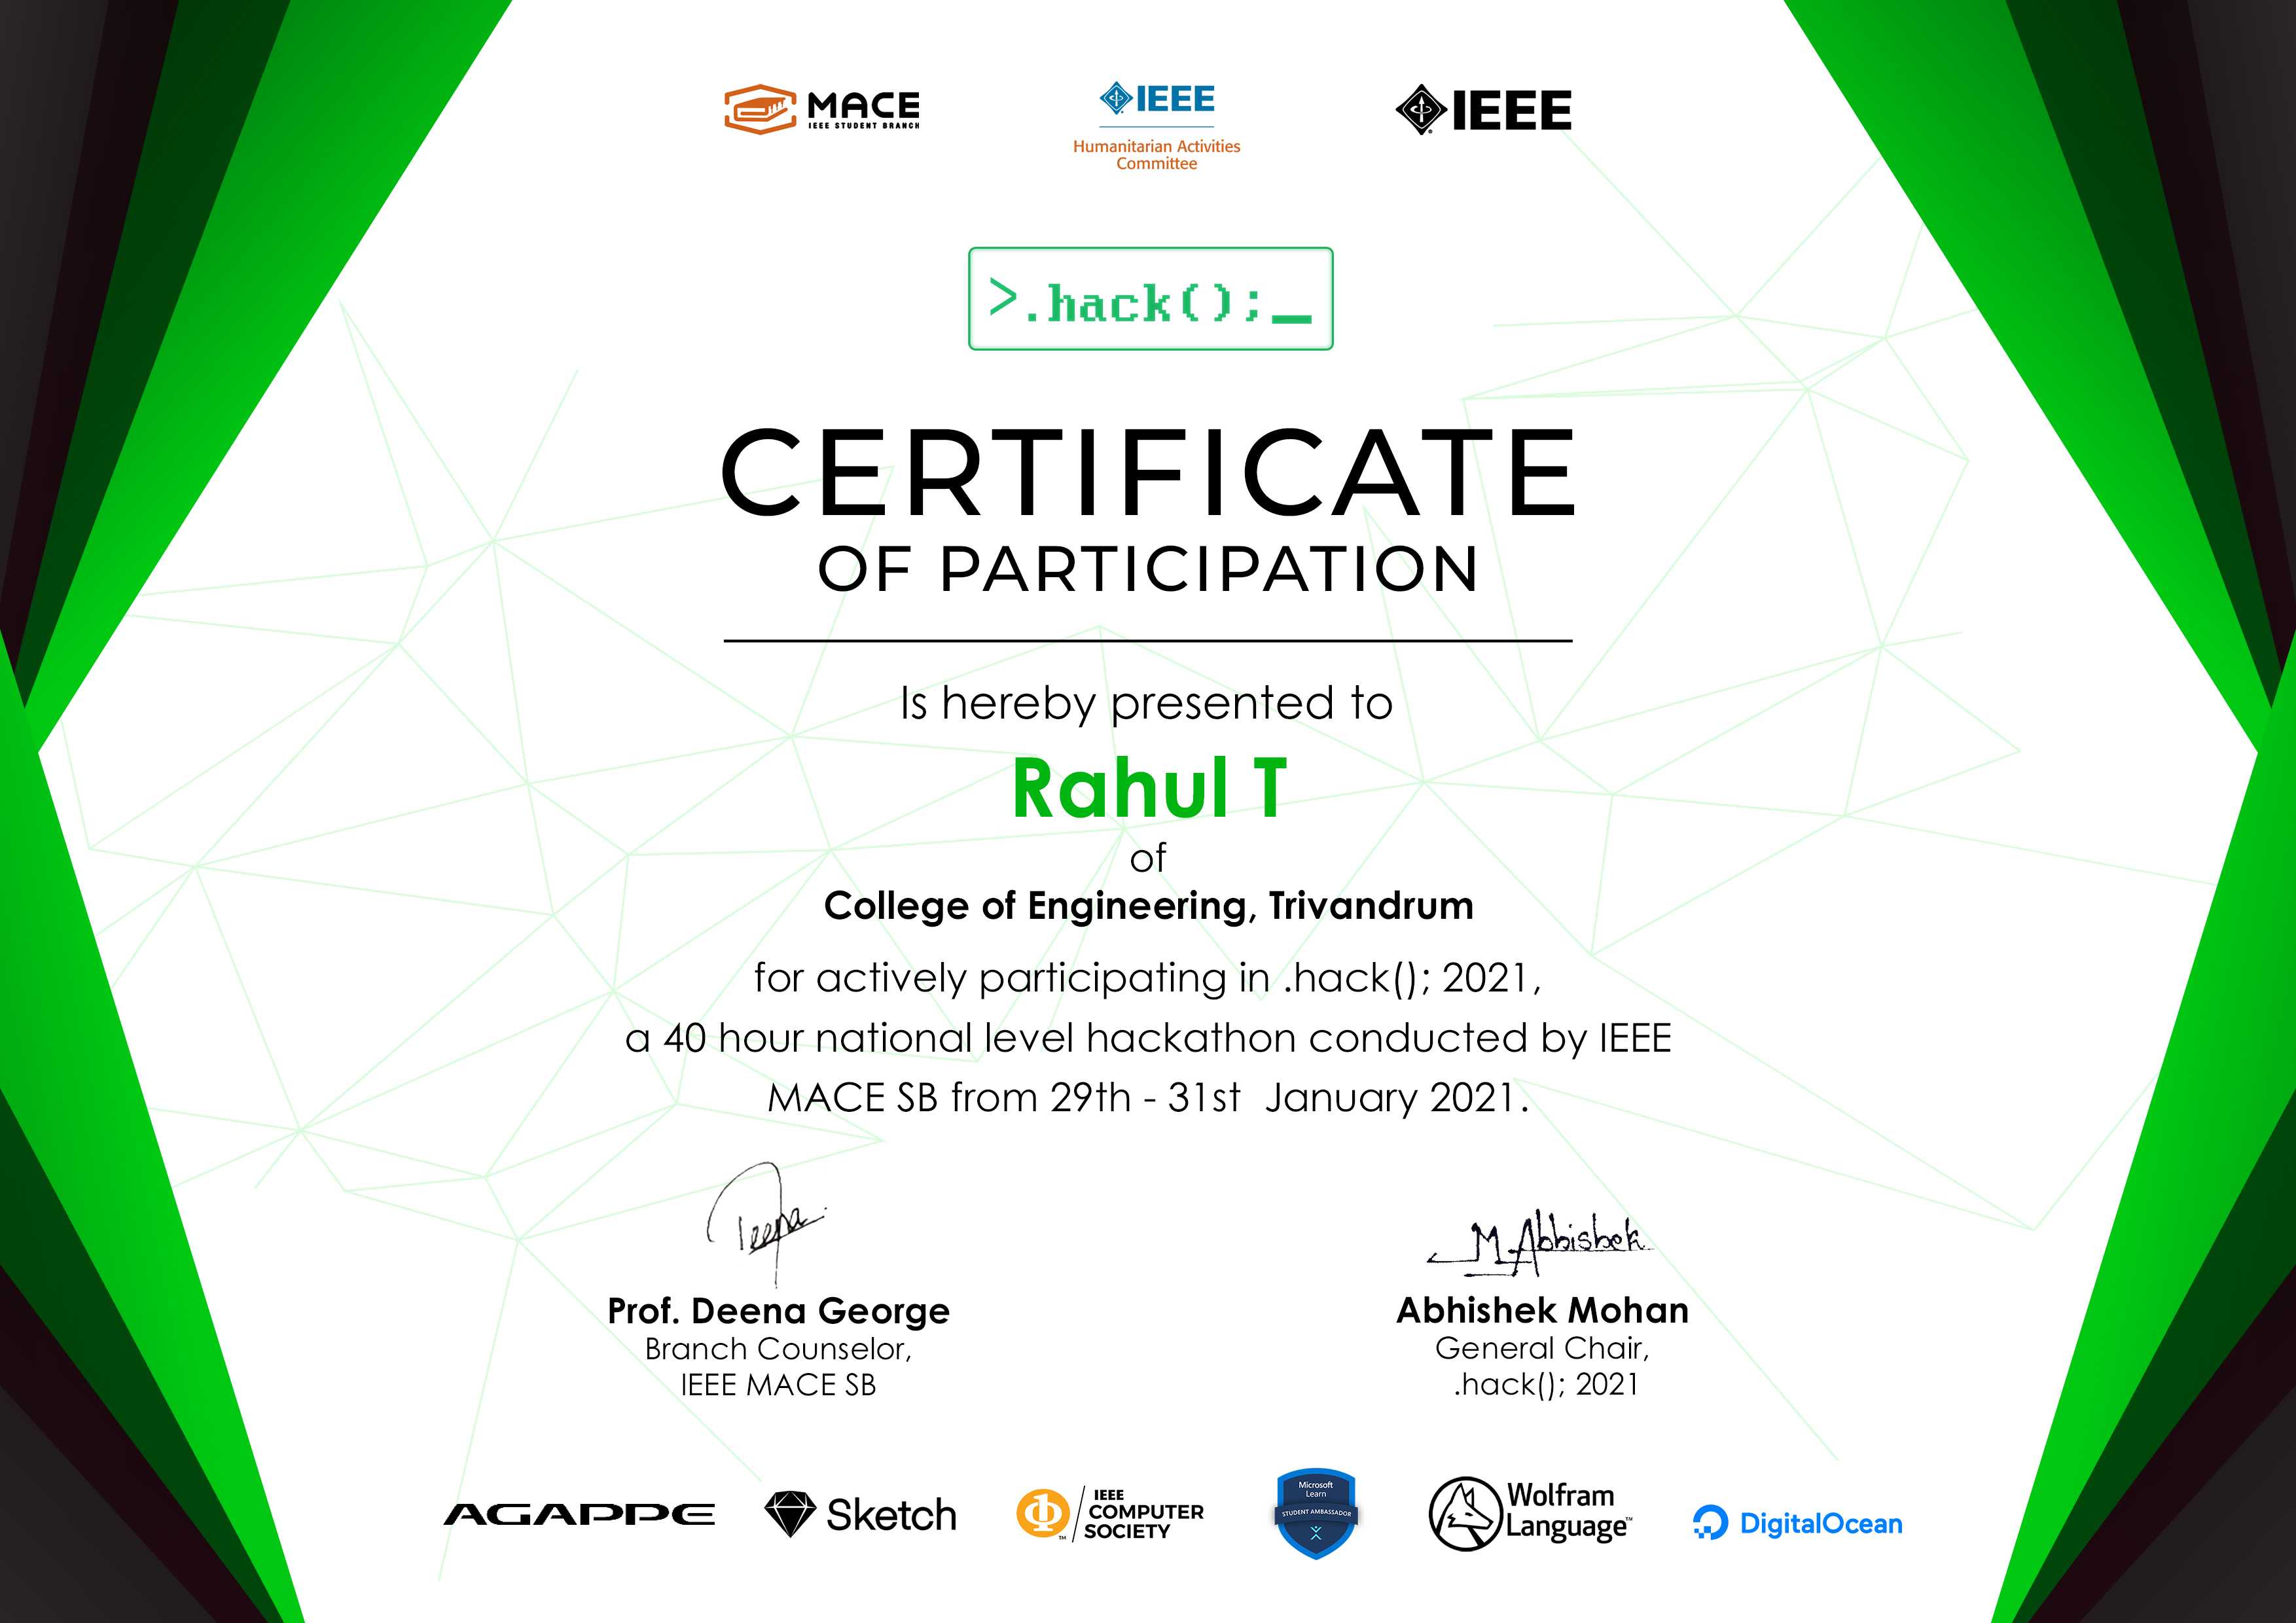 MACE
IEEE STUDENT BRANCH
IEEE
Humanitarian Activities
Committee
IEEE
>.hack();_
CERTIFICATE
OF PARTICIPATION
Is hereby presented to
Rahul T
of
College of Engineering, Trivandrum
for actively participating in .hack(); 2021,
a 40 hour national level hackathon conducted by IEEE
MACE SB from 29th - 31st January 2021.
Deena
M Abhishek
Prof. Deena George
Branch Counselor,
IEEE MACE SB
Abhishek Mohan
General Chair,
.hack(); 2021
AGAPPE
Sketch
IEEE
COMPUTER
SOCIETY
Microsoft
Learn
STUDENT AMBASSADOR
Wolfram
Language™
DigitalOcean